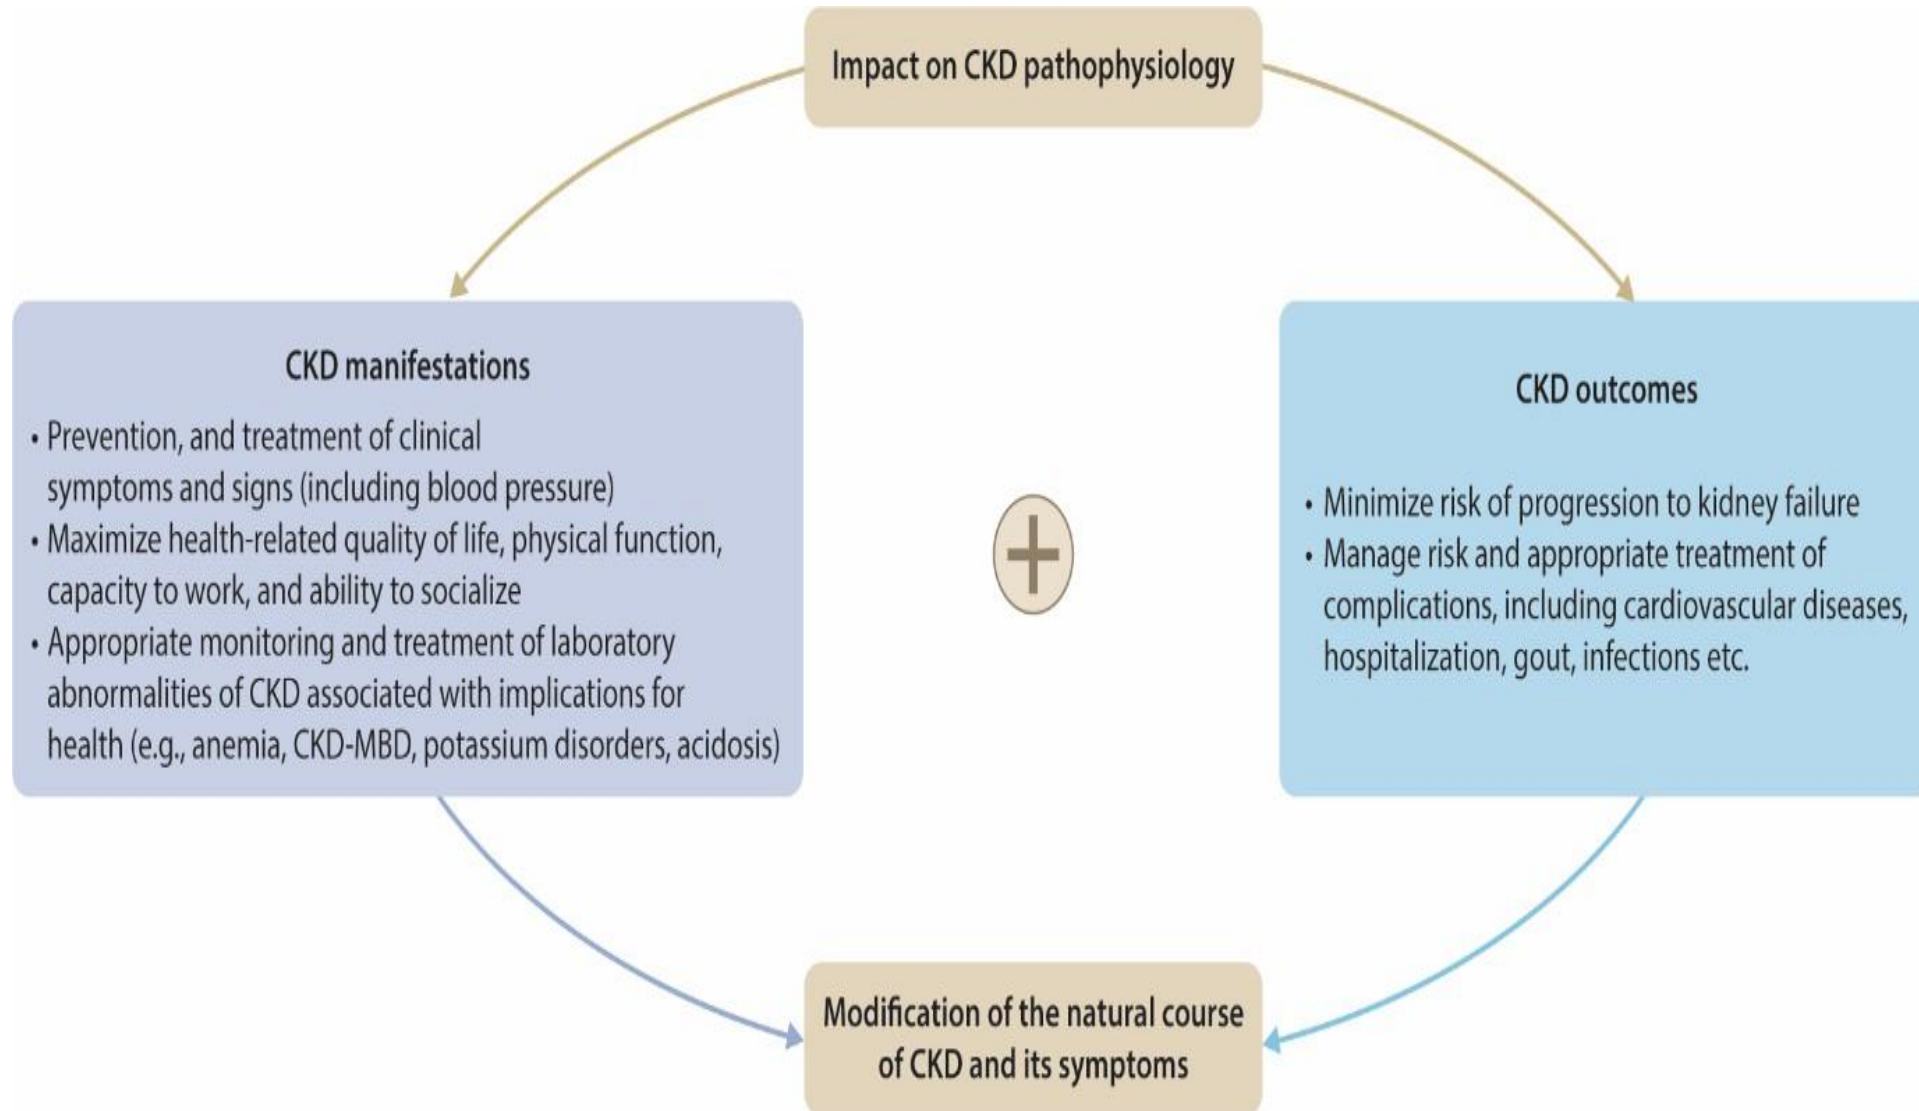 Impact on CKD pathophysiology
CKD manifestations
• Prevention, and treatment of clinical
symptoms and signs (including blood pressure)
• Maximize health-related quality of life, physical function,
capacity to work, and ability to socialize
• Appropriate monitoring and treatment of laboratory
abnormalities of CKD associated with implications for
health (e.g., anemia, CKD-MBD, potassium disorders, acidosis)
CKD outcomes
• Minimize risk of progression to kidney failure
• Manage risk and appropriate treatment of
complications, including cardiovascular diseases,
hospitalization, gout, infections etc.
Modification of the natural course
of CKD and its symptoms